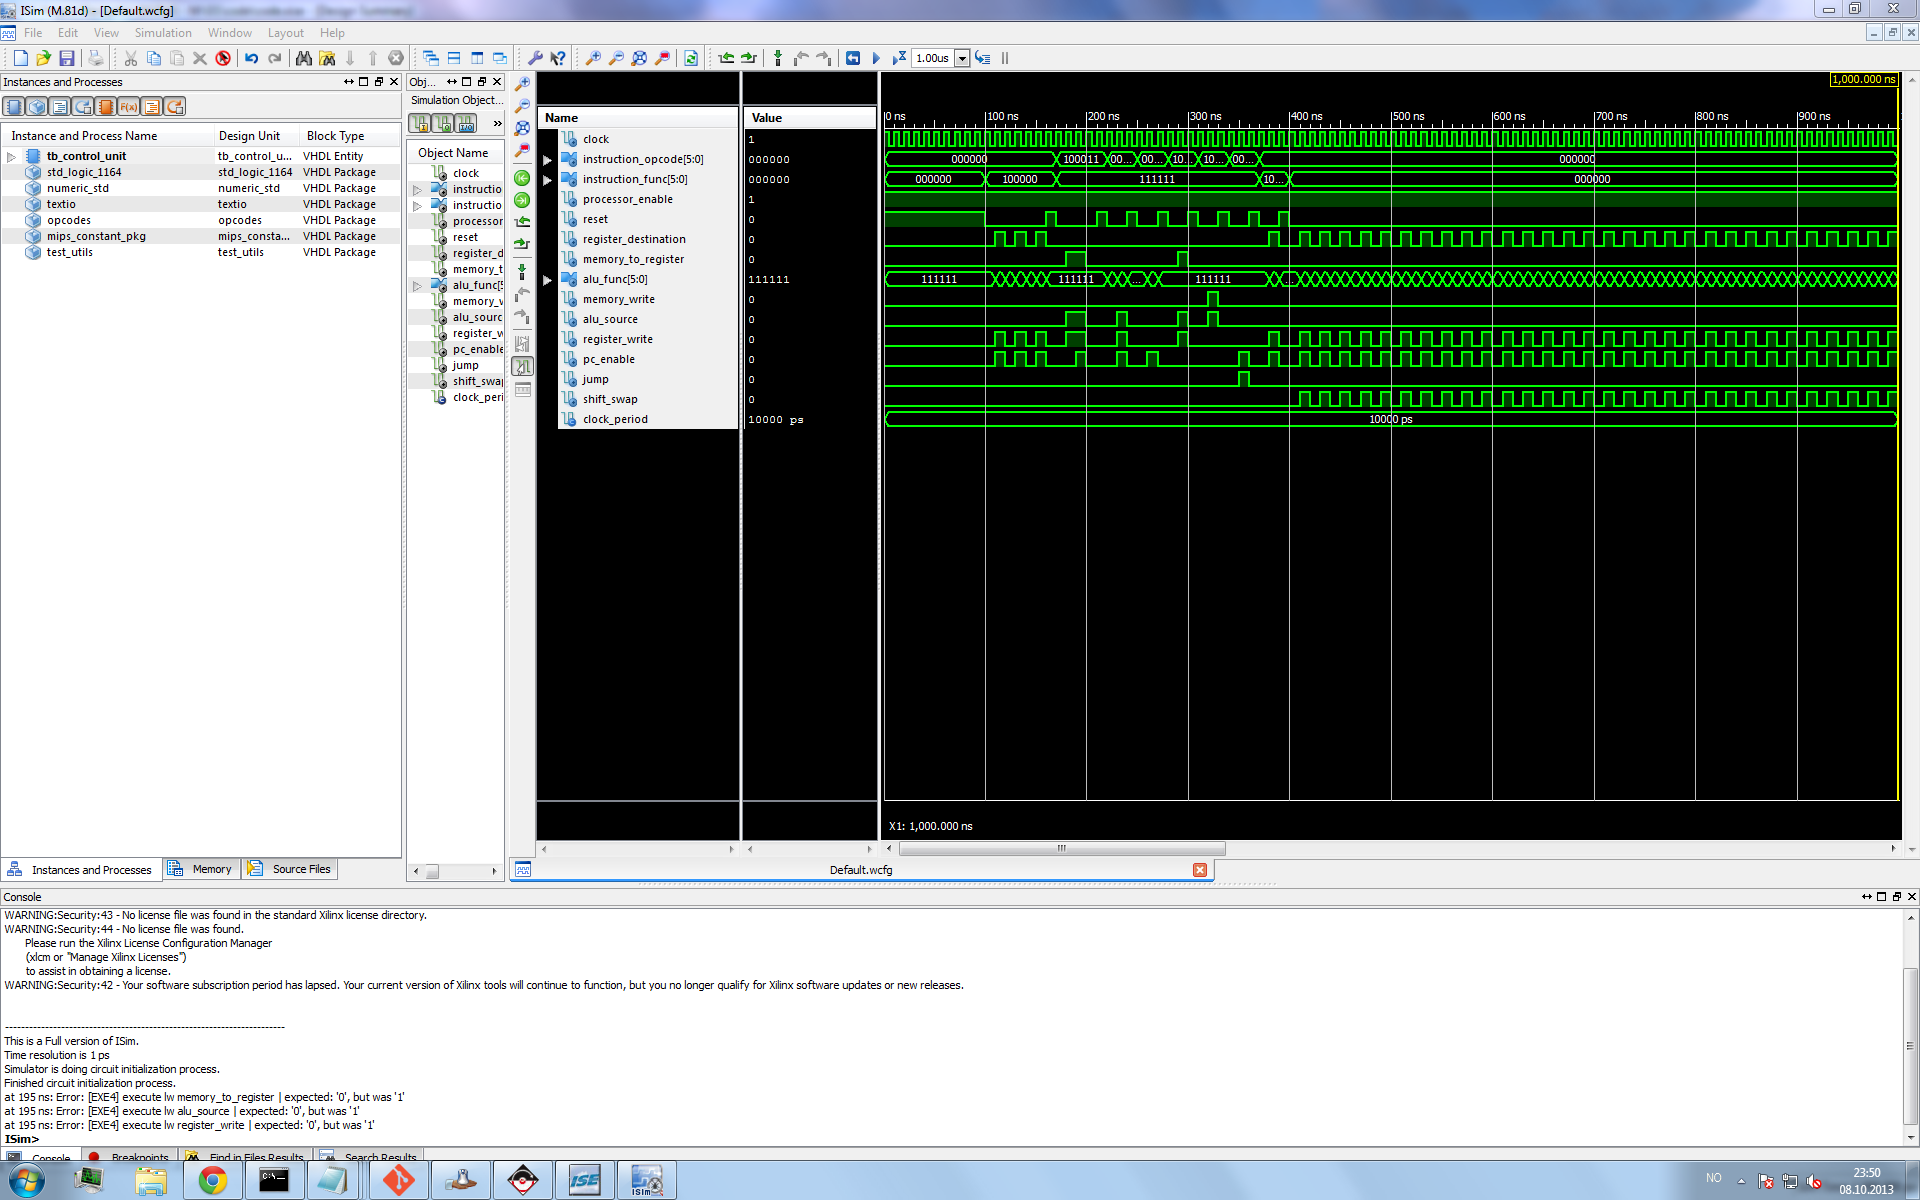 ISim (M.81d) - [Default.wcfg]
File Edit View Simulation Window Layout Help
1.00us
Instances and Processes
Instance and Process Name Design Unit Block Type
tb_control_unit tb_control_u... VHDL Entity
std_logic_1164 std_logic_1164 VHDL Package
numeric_std numeric_std VHDL Package
textio textio VHDL Package
opcodes opcodes VHDL Package
mips_constant_pkg mips_consta... VHDL Package
test_utils test_utils VHDL Package
Instances and Processes Memory Source Files
Obj...
Simulation Object...
»
Object Name
clock
instructio
instructio
processor
reset
register_d
memory_t
alu_func[5
memory_v
alu_sourc
register_w
pc_enable
jump
shift_swap
clock_peri
Name Value
clock 1
instruction_opcode[5:0] 000000
instruction_func[5:0] 000000
processor_enable 1
reset 0
register_destination 0
memory_to_register 0
alu_func[5:0] 111111
memory_write 0
alu_source 0
register_write 0
pc_enable 0
jump 0
shift_swap 0
clock_period 10000 ps
1,000.000 ns
0 ns 100 ns 200 ns 300 ns 400 ns 500 ns 600 ns 700 ns 800 ns 900 ns
000000 100011 00... 00... 10... 10... 00... 000000
000000 100000 111111 10... 000000
111111 111111 ... 111111 ...
10000 ps
X1: 1,000.000 ns
Default.wcfg
Console
WARNING:Security:43 - No license file was found in the standard Xilinx license directory.
WARNING:Security:44 - No license file was found.
Please run the Xilinx License Configuration Manager
(xlcm or "Manage Xilinx Licenses")
to assist in obtaining a license.
WARNING:Security:42 - Your software subscription period has lapsed. Your current version of Xilinx tools will continue to function, but you no longer qualify for Xilinx software updates or new releases.
----------------------------------------------------------------------
This is a Full version of ISim.
Time resolution is 1 ps
Simulator is doing circuit initialization process.
Finished circuit initialization process.
at 195 ns: Error: [EXE4] execute lw memory_to_register | expected: '0', but was '1'
at 195 ns: Error: [EXE4] execute lw alu_source | expected: '0', but was '1'
at 195 ns: Error: [EXE4] execute lw register_write | expected: '0', but was '1'
ISim>
Console Breakpoints Find in Files Results Search Results
C:\
ISE
ISim
NO
23:50
08.10.2013